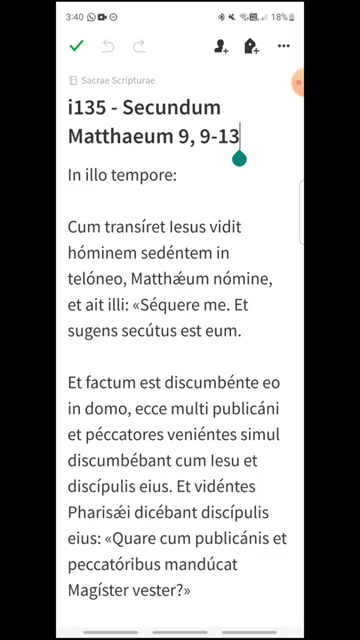 3:40
18%
Sacrae Scripturae
i135 - Secundum
Matthaeum 9, 9-13
In illo tempore:
Cum transíret Iesus vidit
hóminem sedéntem in
telóneo, Matthǽum nómine,
et ait illi: «Séquere me. Et
sugens secútus est eum.
Et factum est discumbénte eo
in domo, ecce multi publicáni
et péccatores veniéntes simul
discumbébant cum Iesu et
discípulis eius. Et vidéntes
Pharisǽi dicébant discípulis
eius: «Quare cum publicánis et
peccatóribus mandúcat
Magíster vester?»